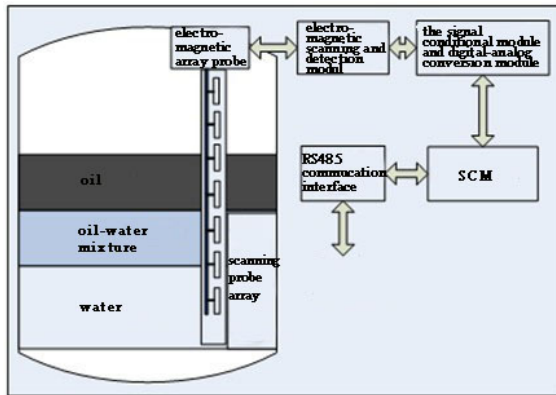 electro-
magnetic
array probe
electro-
magnetic
scanning and
detection
modul
the signal
conditional module
and digital-analog
conversion module
RS485
commucation
interface
SCM
oil
oil-water
mixture
water
scanning
probe
array